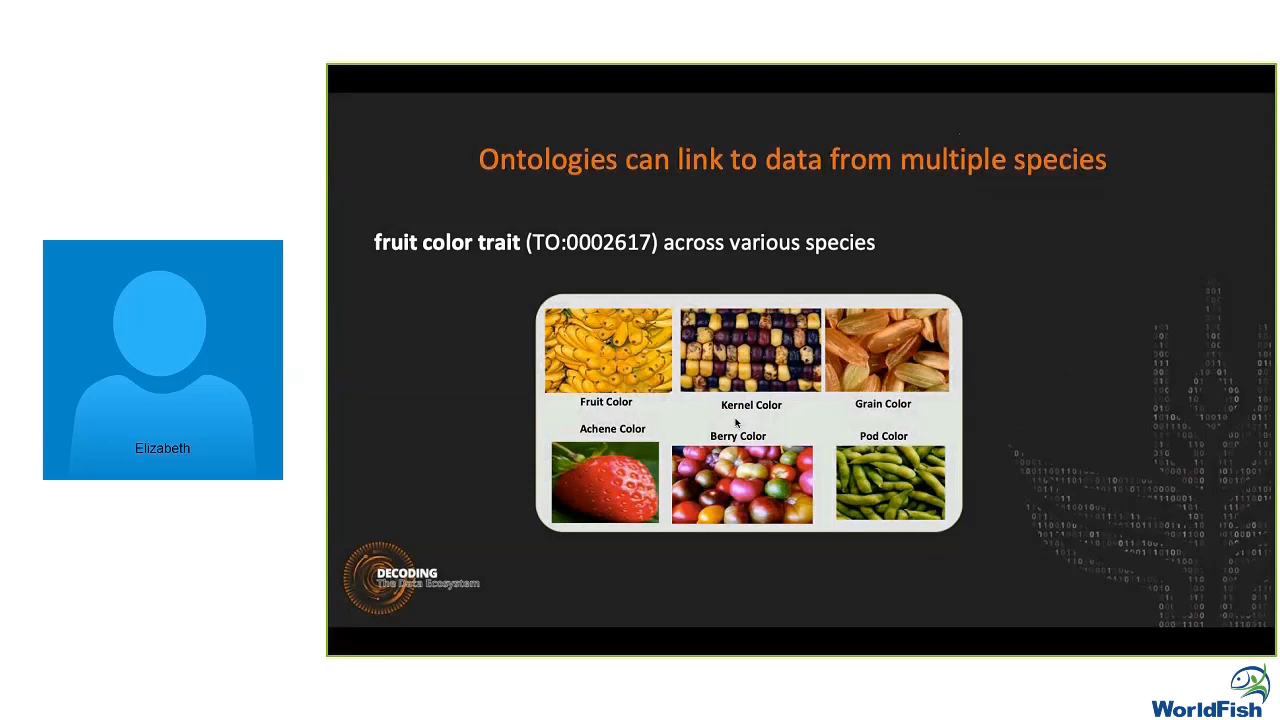 Ontologies can link to data from multiple species
fruit color trait (TO:0002617) across various species
Fruit Color
Kernel Color
Grain Color
Achene Color
Berry Color
Pod Color
Elizabeth
DECODING
The Data Ecosystem
WorldFish